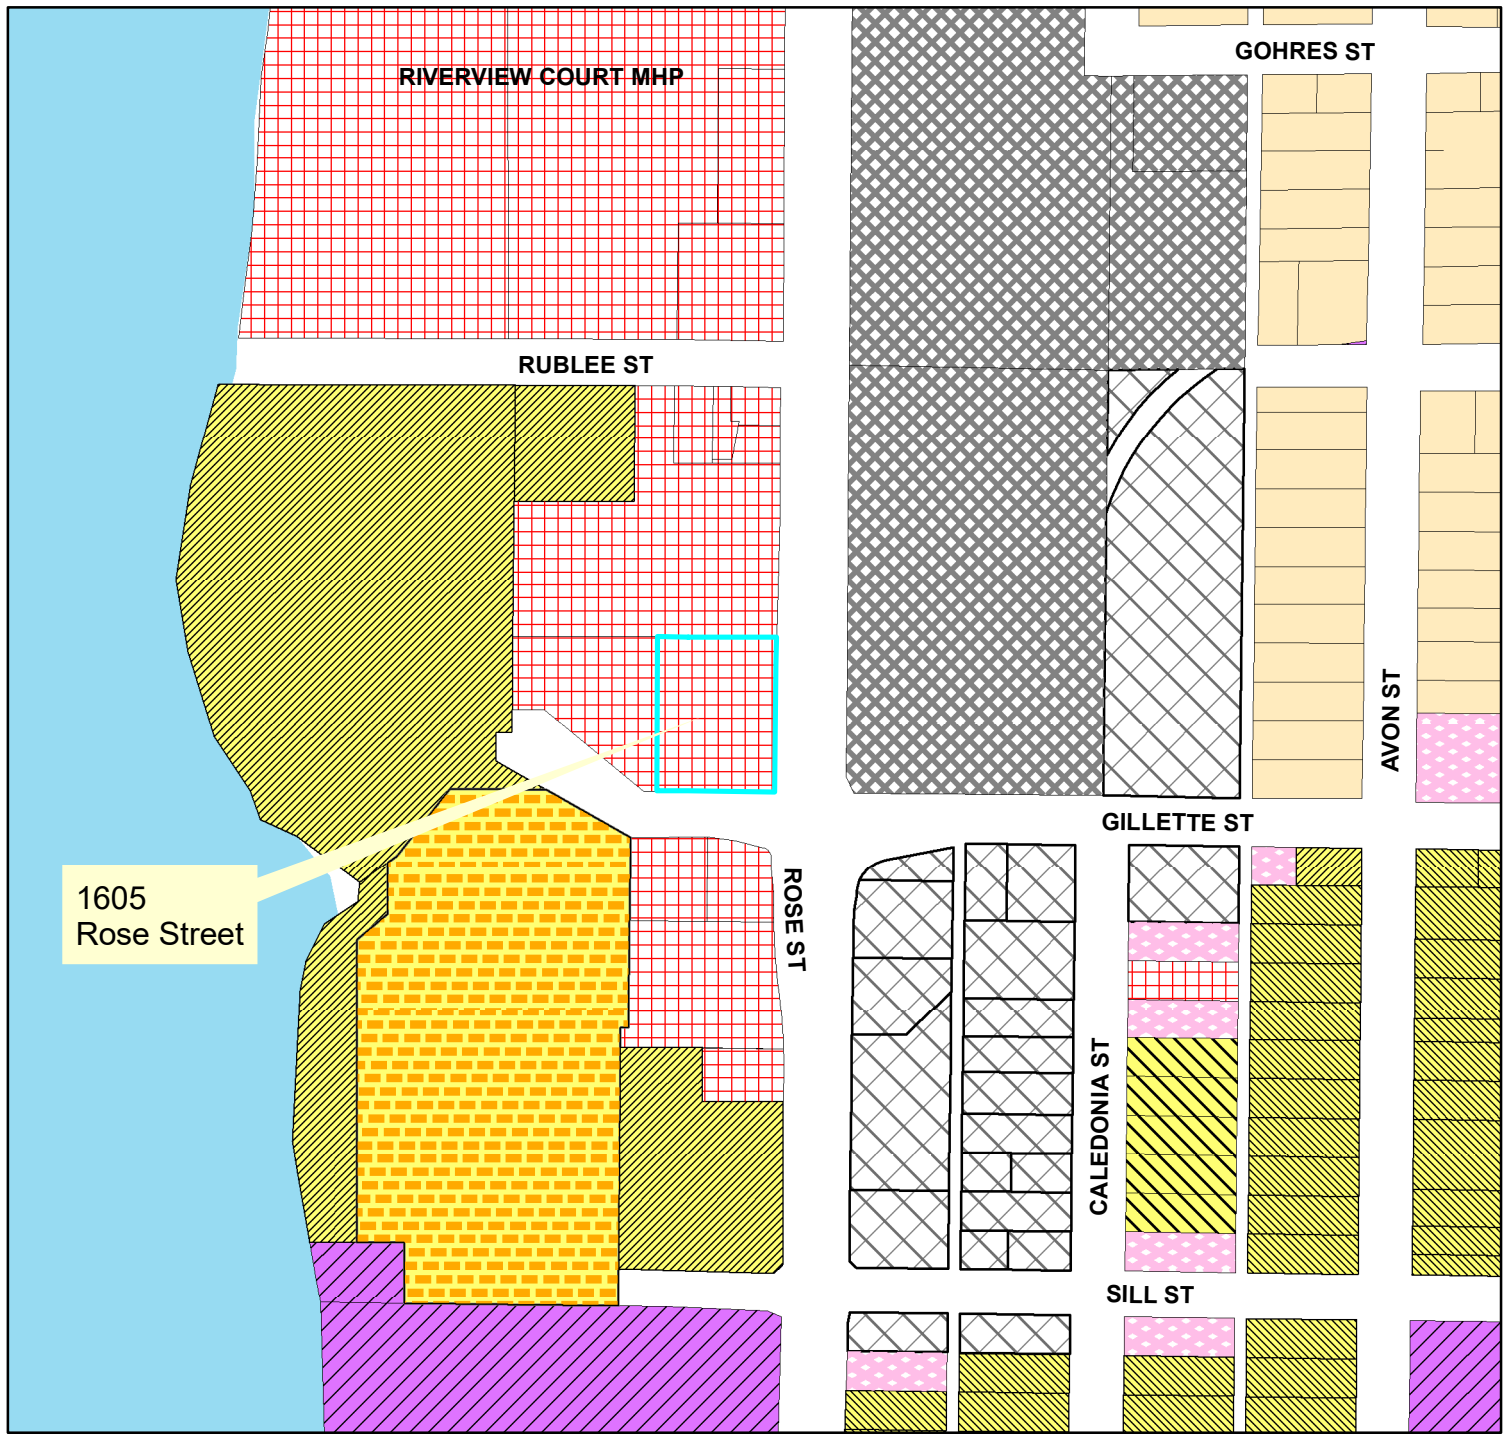 GOHRES ST
RIVERVIEW COURT MHP
RUBLEE ST
AVON ST
GILLETTE ST
1605
Rose Street
ROSE ST
CALEDONIA ST
SILL ST